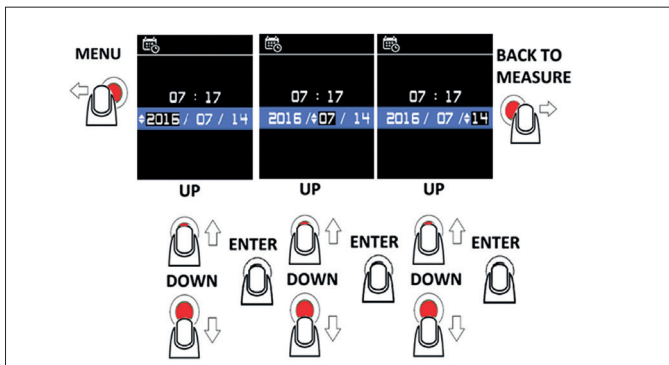 MENU
07 : 17
2016 / 07 / 14
07 : 17
2016 / 07 / 14
07 : 17
2016 / 07 / 14
BACK TO
MEASURE
UP
UP
UP
ENTER
ENTER
ENTER
DOWN
DOWN
DOWN